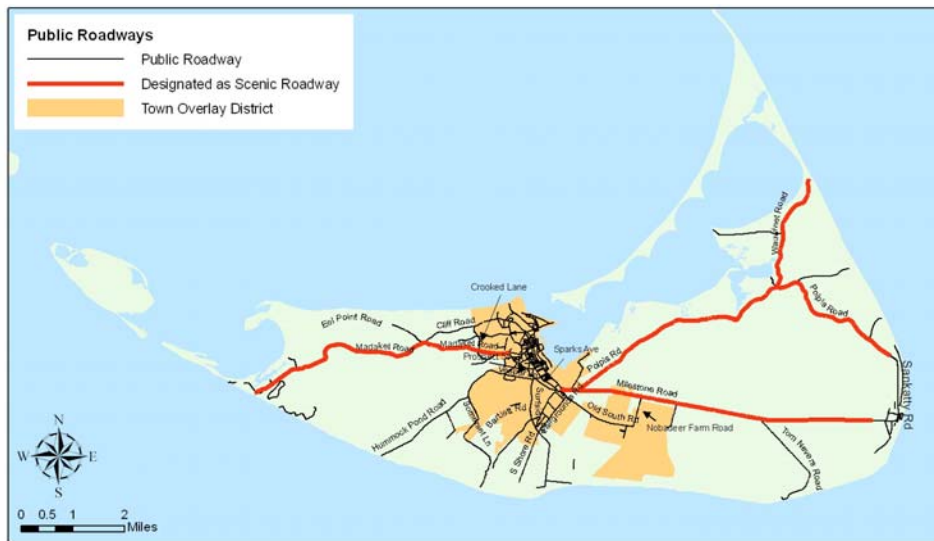 Public Roadways
Public Roadway
Designated as Scenic Roadway
Town Overlay District
Wauwinet Road
Crooked Lane
Polpis Road
Eel Point Road
Cliff Road
Madaket Road
Madaket Road
Sparks Ave
Polpis Rd
Milestone Road
Sankaty Rd
Hummock Pond Road
Somerset Ln
Bartlett Rd
S Shore Rd
Old South Rd
Nobadeer Farm Road
Tom Nevers Road
N
W
E
S
0 0.5 1 2
Miles